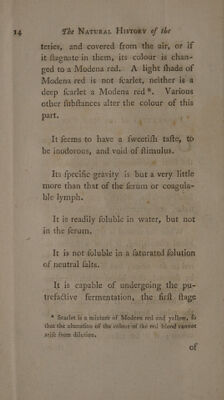 14 The NATURAL HISTORY of the
teries, and covered from the air, or if
it ſtagnate in them, its colour is chan-
ged to a Modena red. A light ſhade of
Modena red is not ſcarlet, neither is a
deep ſcarlet a Modena red *. Various
other ſubſtances alter the colour of this
part.
It ſeems to have a ſweetiſh taſte, to
be inodorous, and void of ſtimulus.
Its ſpecific gravity is but a very little
more than that of the ſerum or coagula-
ble lymph.
It is readily ſoluble in water, but not
in the ſerum.
It is not ſoluble in a ſaturated ſolution
of neutral ſalts.
It is capable of undergoing the pu-
trefactive fermentation, the firſt ſtage
* Scarlet is a mixture of Modena red and yellow, ſo
that the alteration of the colour of the red blood cannot
ariſe from dilution.
of